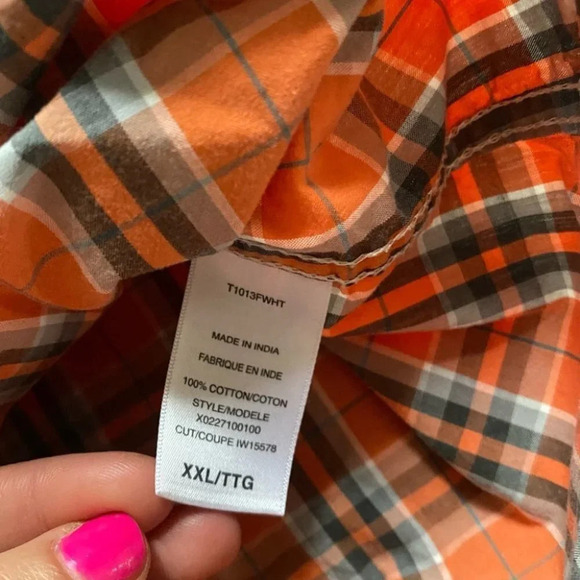 T1013FWHT
MADE IN INDIA
FABRIQUE EN INDE
100% COTTON/COTON
STYLE/MODELE
X0227100100
CUT/COUPE IW15578
XXL/TTG